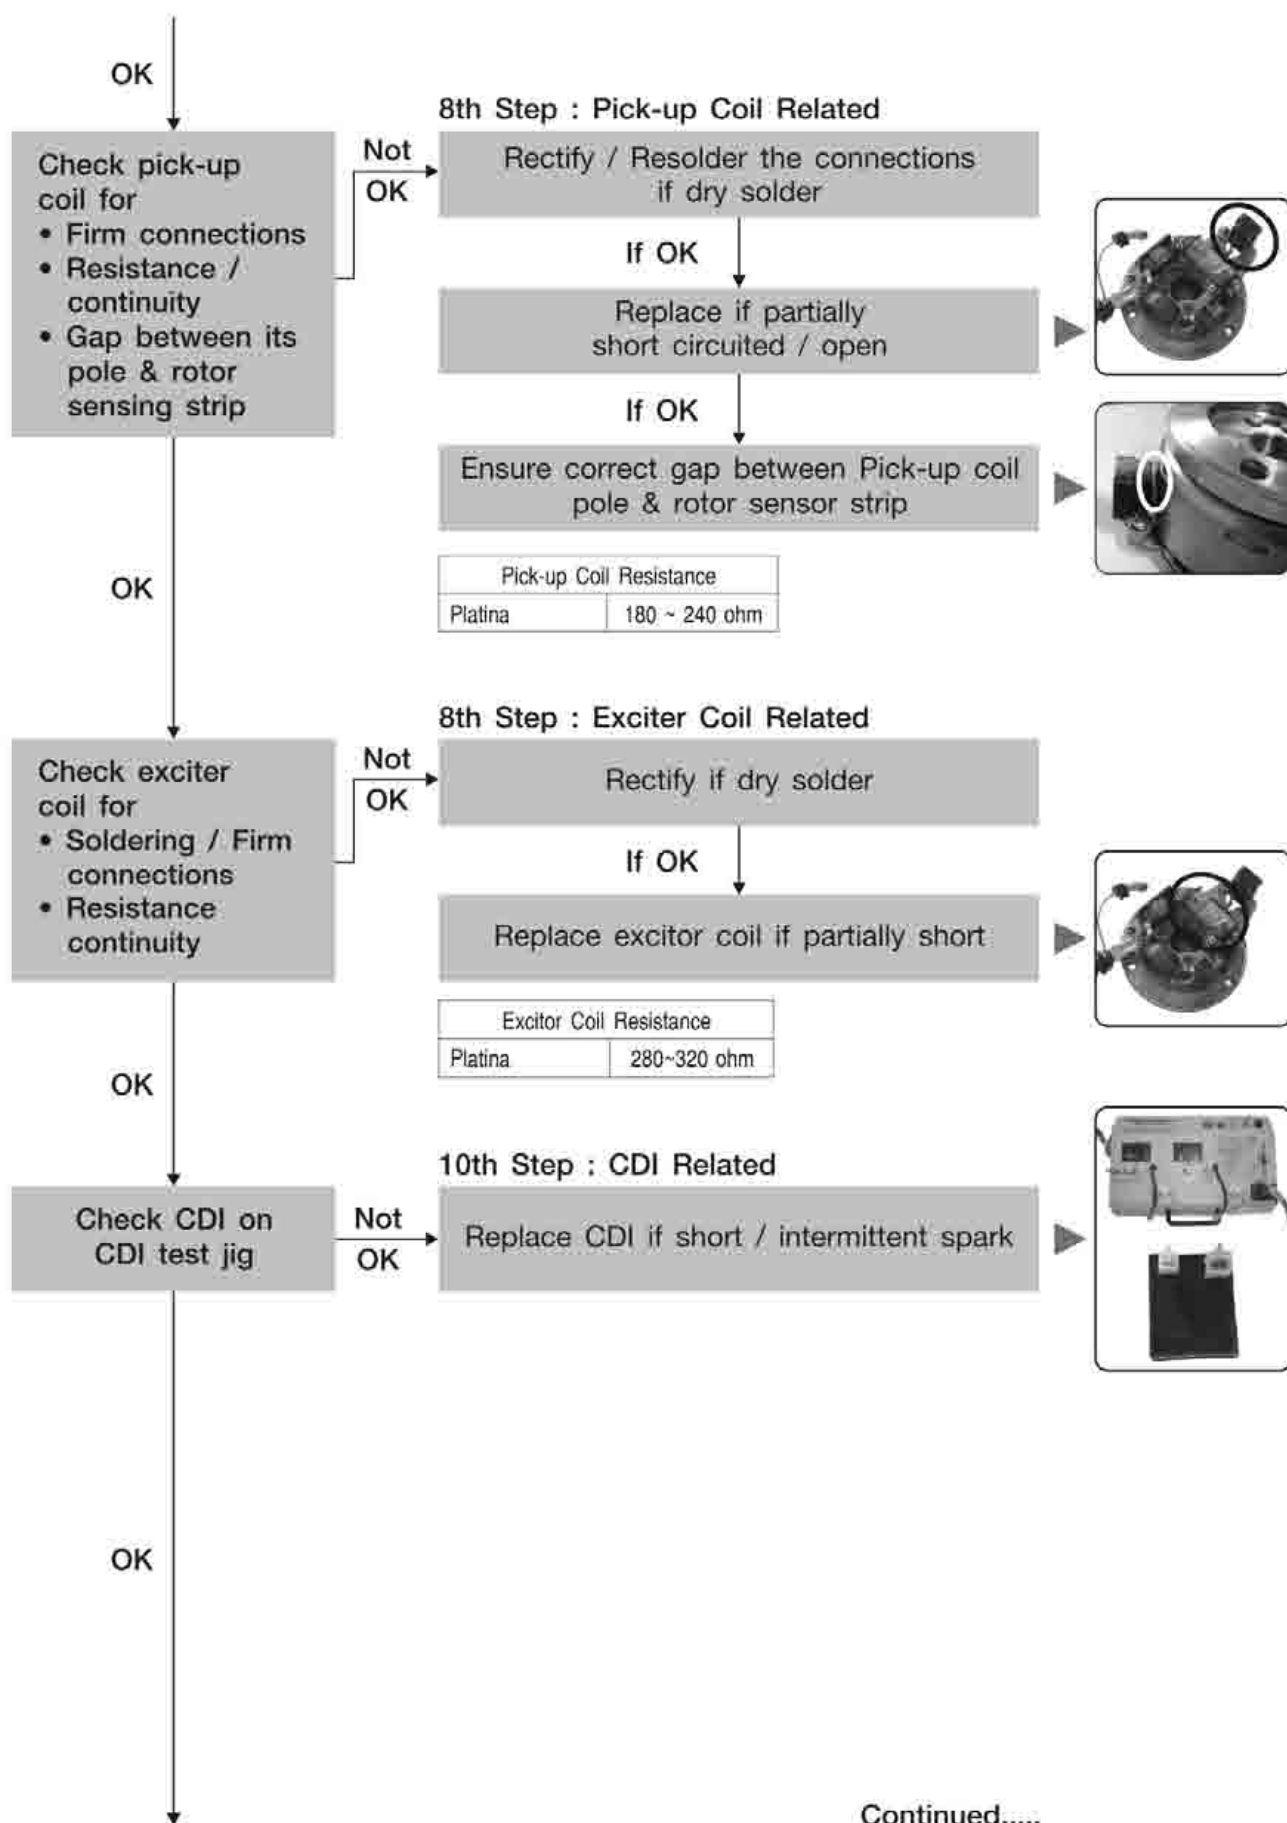 OK
8th Step : Pick-up Coil Related
Check pick-up
coil for
• Firm connections
• Resistance /
continuity
• Gap between its
pole & rotor
sensing strip
Not
OK
Rectify / Resolder the connections
if dry solder
If OK
Replace if partially
short circuited / open
If OK
Ensure correct gap between Pick-up coil
pole & rotor sensor strip
Pick-up Coil Resistance
Platina 180 ~ 240 ohm
OK
8th Step : Exciter Coil Related
Check exciter
coil for
• Soldering / Firm
connections
• Resistance
continuity
Not
OK
Rectify if dry solder
If OK
Replace excitor coil if partially short
Excitor Coil Resistance
Platina 280~320 ohm
OK
10th Step : CDI Related
Check CDI on
CDI test jig
Not
OK
Replace CDI if short / intermittent spark
OK
Continued.....